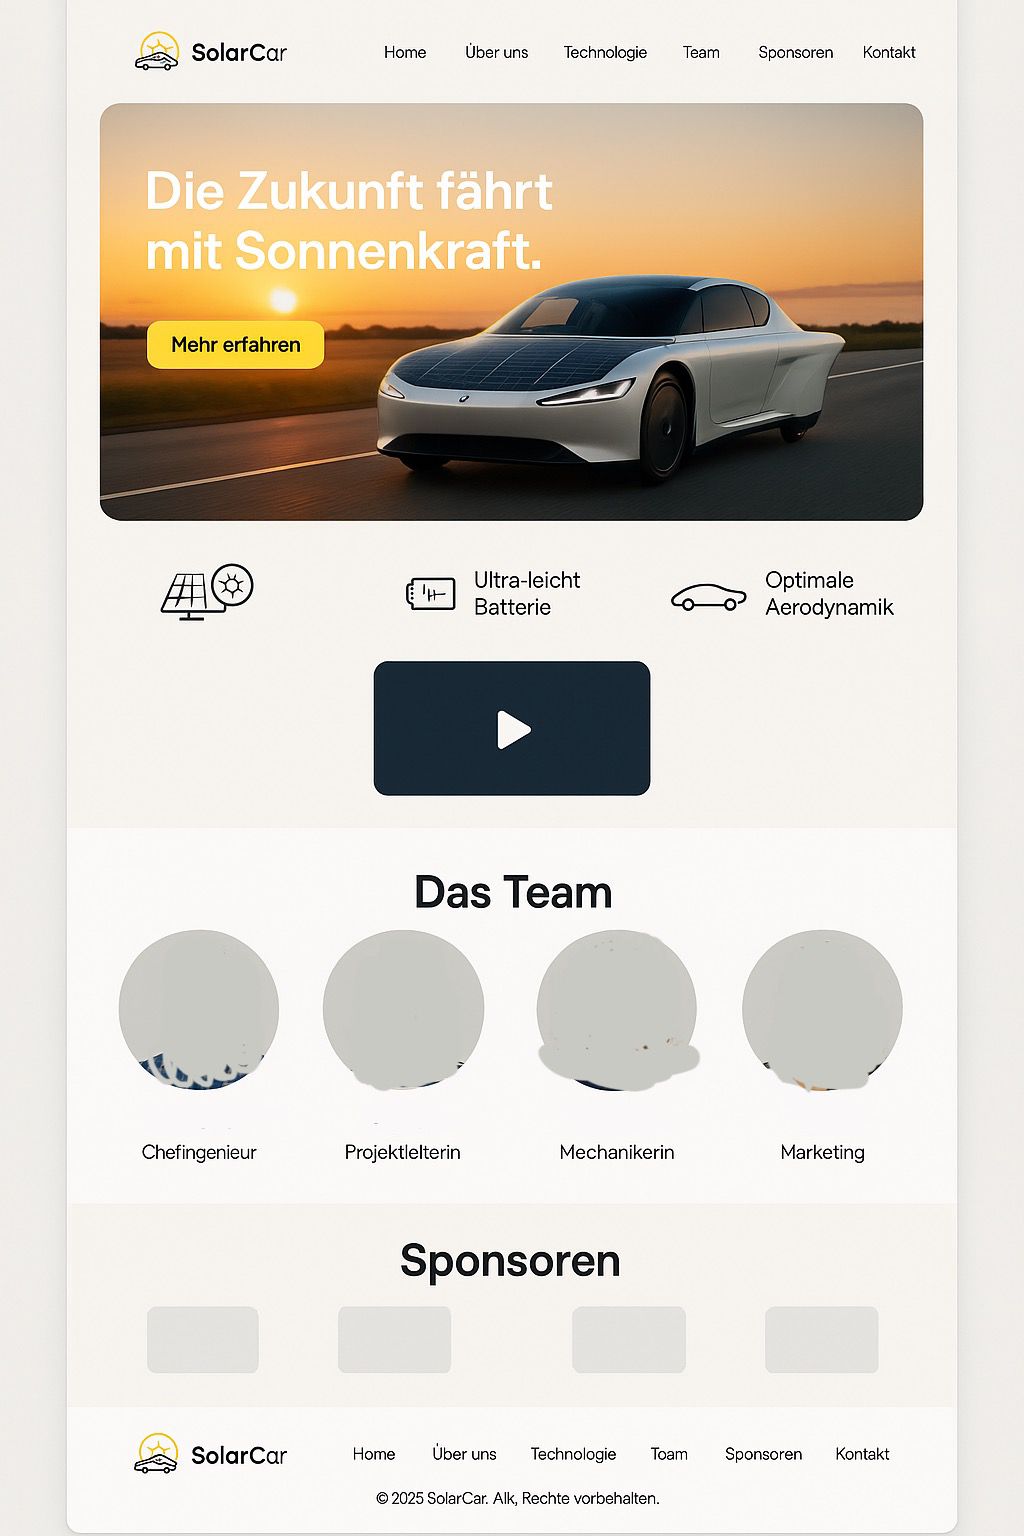 SolarCar
Home Über uns Technologie Team Sponsoren Kontakt
Die Zukunft fährt
mit Sonnenkraft.
Mehr erfahren
Ultra-leicht
Batterie
Optimale
Aerodynamik
Das Team
Chefingenieur
Projektlelterin
Mechanikerin
Marketing
Sponsoren
SolarCar
Home Über uns Technologie Toam Sponsoren Kontakt
© 2025 SolarCar. Alk, Rechte vorbehalten.